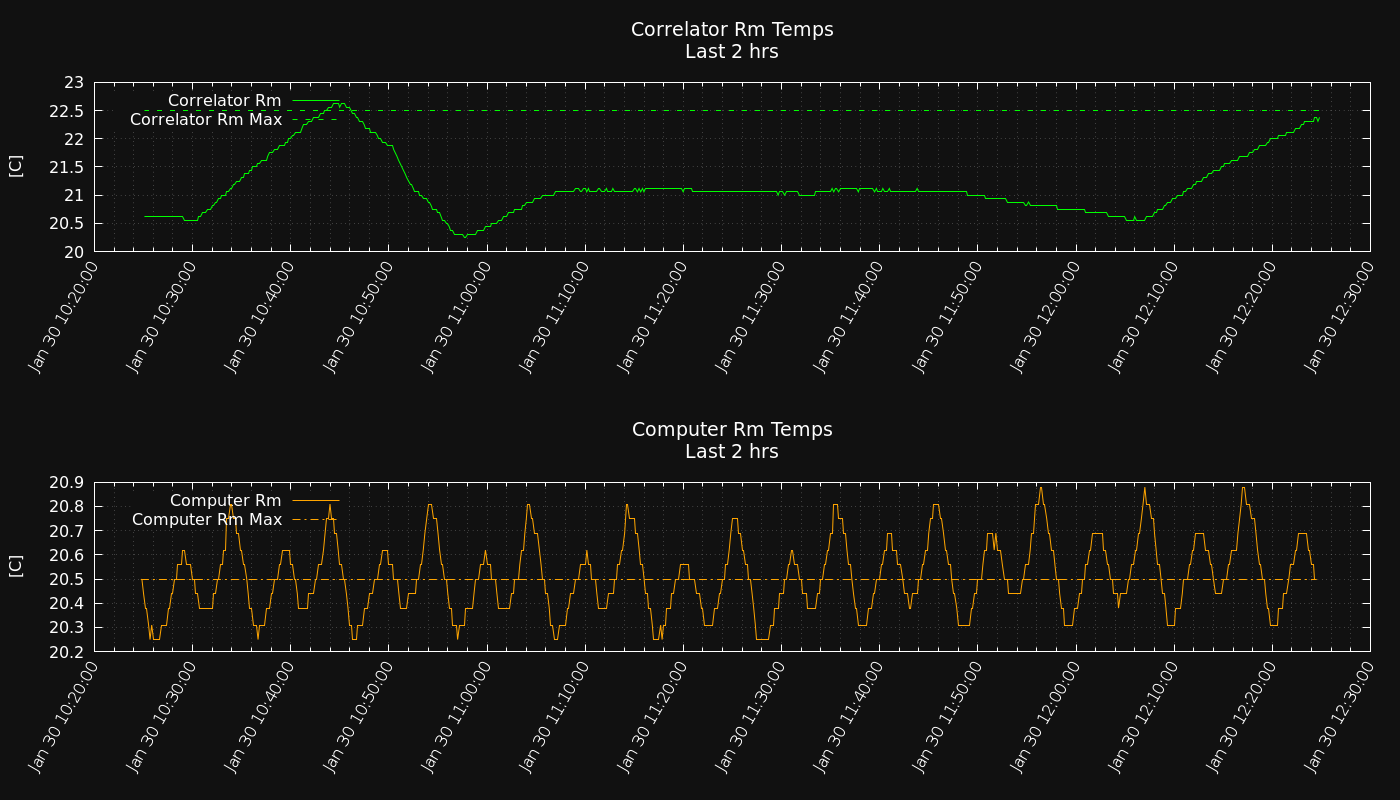 Correlator Rm Temps
Last 2 hrs
23
22.5
22
21.5
21
20.5
20
[C]
Correlator Rm
Correlator Rm Max
Jan 30 10:20:00
Jan 30 10:30:00
Jan 30 10:40:00
Jan 30 10:50:00
Jan 30 11:00:00
Jan 30 11:10:00
Jan 30 11:20:00
Jan 30 11:30:00
Jan 30 11:40:00
Jan 30 11:50:00
Jan 30 12:00:00
Jan 30 12:10:00
Jan 30 12:20:00
Jan 30 12:30:00
Computer Rm Temps
Last 2 hrs
20.9
20.8
20.7
20.6
20.5
20.4
20.3
20.2
[C]
Computer Rm
Computer Rm Max
Jan 30 10:20:00
Jan 30 10:30:00
Jan 30 10:40:00
Jan 30 10:50:00
Jan 30 11:00:00
Jan 30 11:10:00
Jan 30 11:20:00
Jan 30 11:30:00
Jan 30 11:40:00
Jan 30 11:50:00
Jan 30 12:00:00
Jan 30 12:10:00
Jan 30 12:20:00
Jan 30 12:30:00